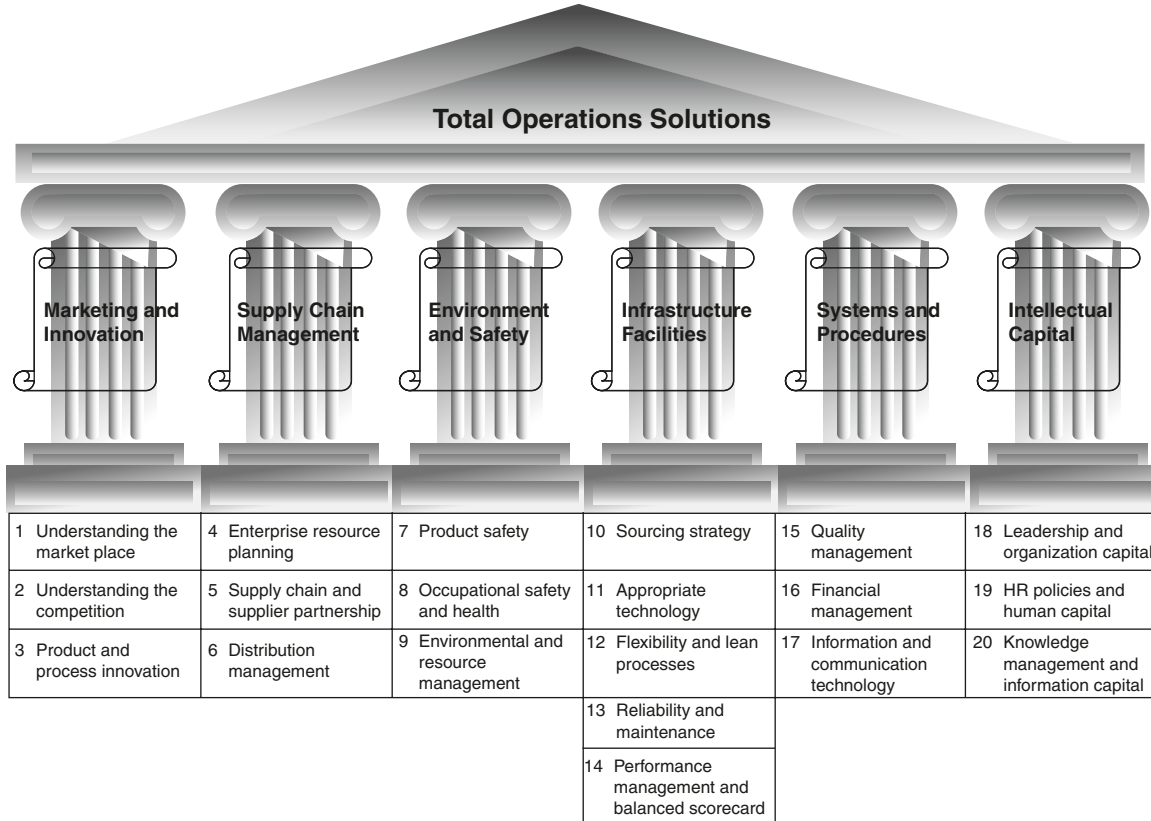 Total Operations Solutions
Marketing and
Innovation
Supply Chain
Management
Environment
and Safety
Infrastructure
Facilities
Systems and
Procedures
Intellectual
Capital
1 Understanding the
market place
2 Understanding the
competition
3 Product and
process innovation
4 Enterprise resource
planning
5 Supply chain and
supplier partnership
6 Distribution
management
7 Product safety
8 Occupational safety
and health
9 Environmental and
resource
management
10 Sourcing strategy
11 Appropriate
technology
12 Flexibility and lean
processes
13 Reliability and
maintenance
14 Performance
management and
balanced scorecard
15 Quality
management
16 Financial
management
17 Information and
communication
technology
18 Leadership and
organization capital
19 HR policies and
human capital
20 Knowledge
management and
information capital